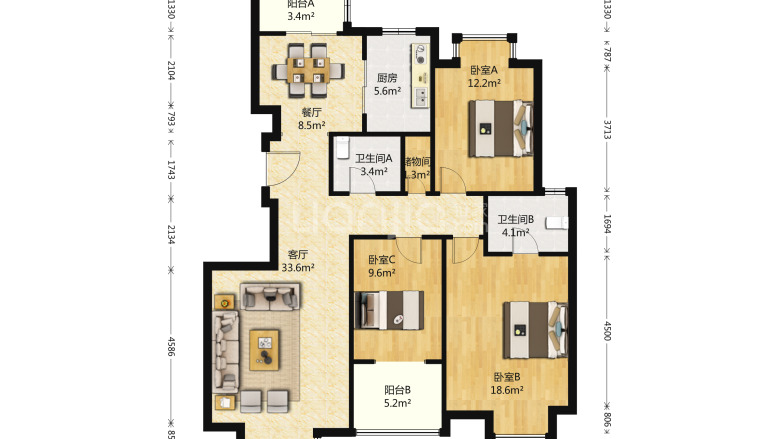 阳台A
3.4m²
厨房
5.6m²
卧室A
12.2m²
餐厅
8.5m²
卫生间A
3.4m²
储物间
1.3m²
卫生间B
4.1m²
客厅
33.6m²
卧室C
9.6m²
卧室B
18.6m²
阳台B
5.2m²
1330
2104
793
1743
2134
4586
1330
787
3713
1694
4500
806
lianjia